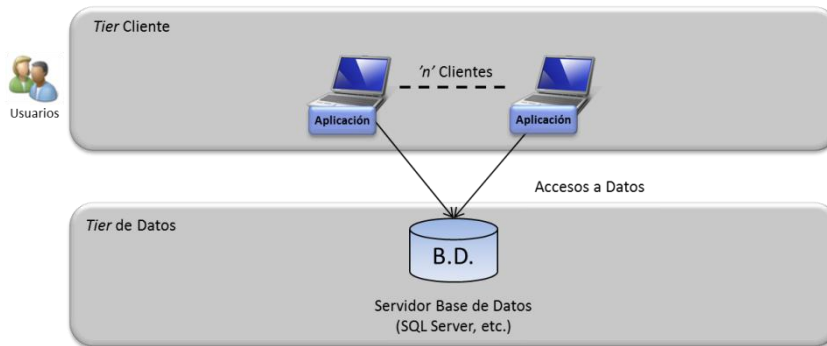 Tier Cliente
'n' Clientes
Usuarios
Aplicación
Aplicación
Accesos a Datos
Tier de Datos
B.D.
Servidor Base de Datos
(SQL Server, etc.)